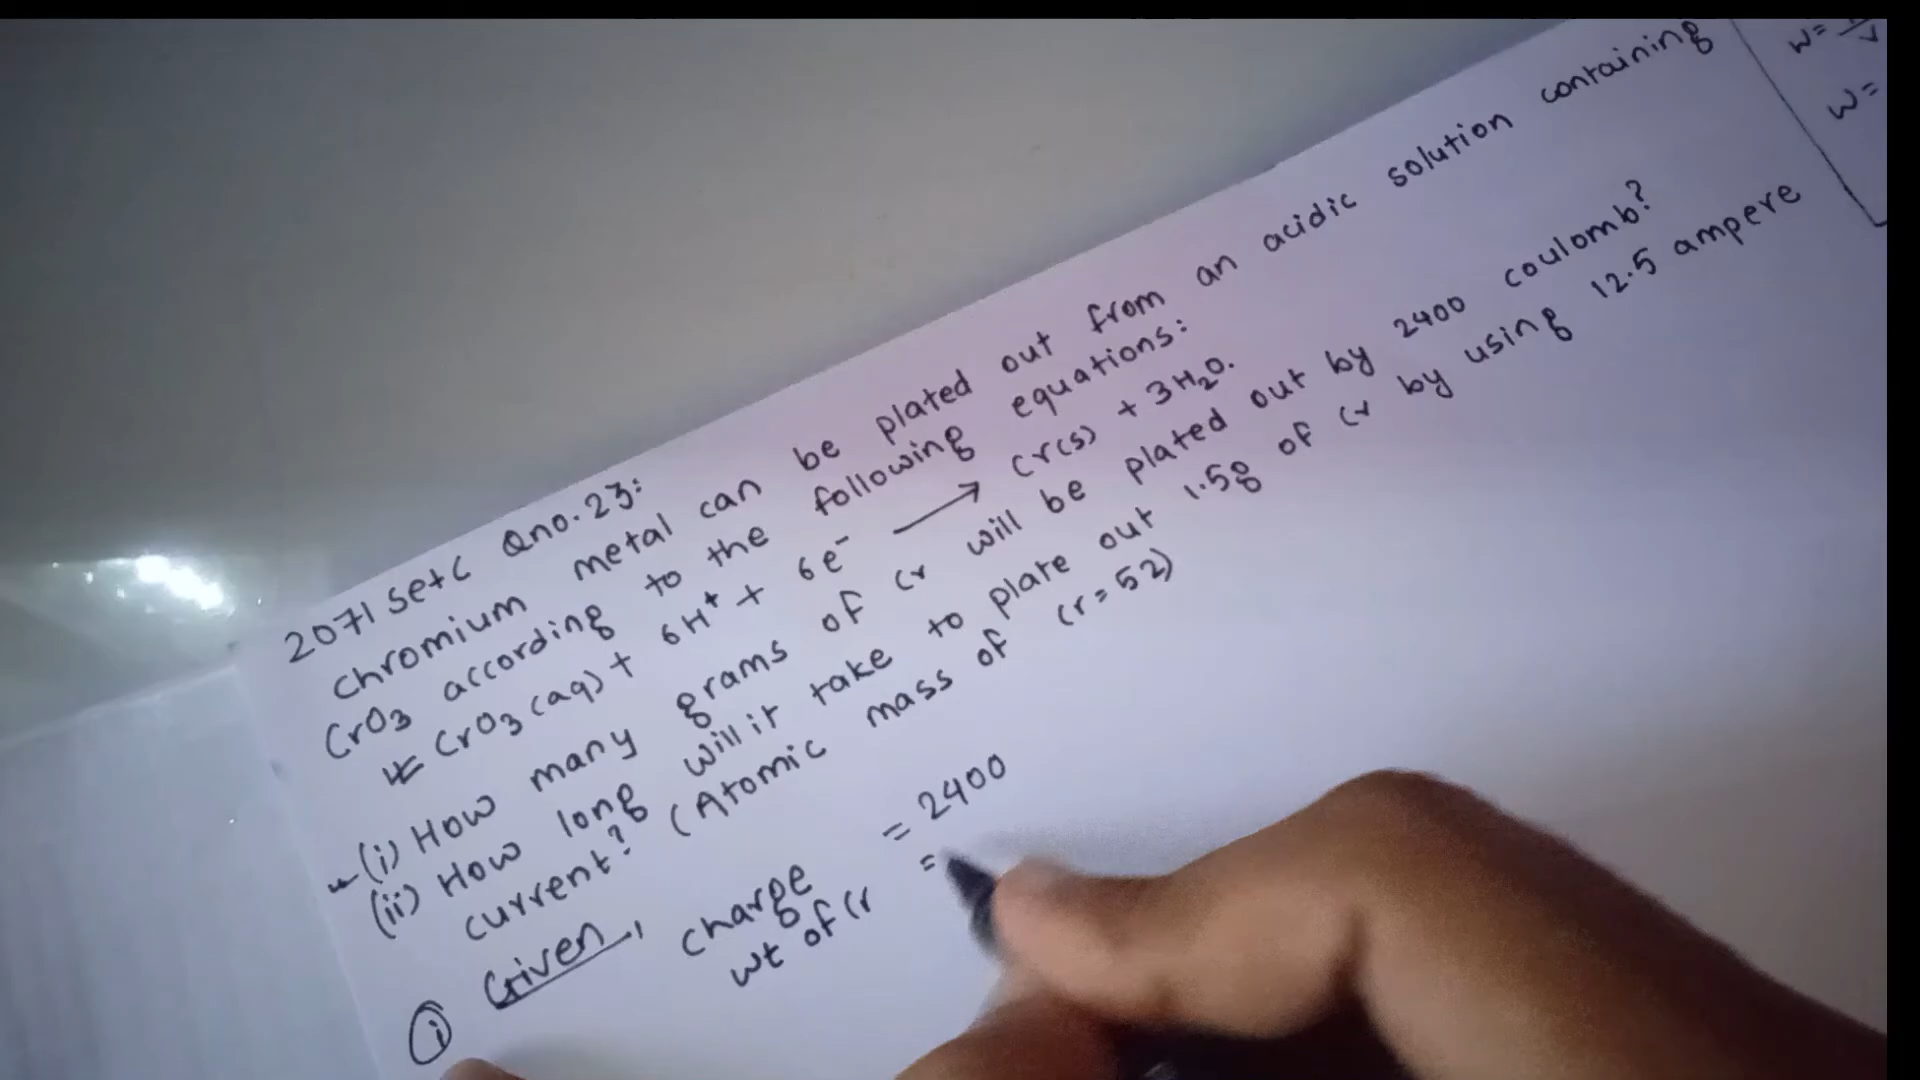 2071 Set C Qno. 23:
Chromium metal can be plated out from an acidic solution containing
CrO3 according to the following equations:
CrO3 (aq) + 6H+ + 6e- → Cr(s) + 3H2O.
(i) How many grams of Cr will be plated out by 2400 coulomb?
(ii) How long will it take to plate out 1.5g of Cr by using 12.5 ampere
current? (Atomic mass of Cr = 52)
(i) Given, charge = 2400
wt of Cr =
W =
W =